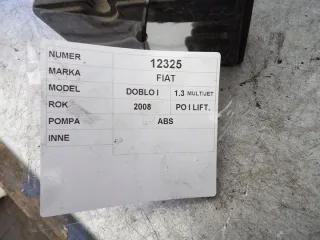 NUMER 12325
MARKA FIAT
MODEL DOBLO I 1.3 MULTIJET
ROK 2008 PO I LIFT.
POMPA ABS
INNE